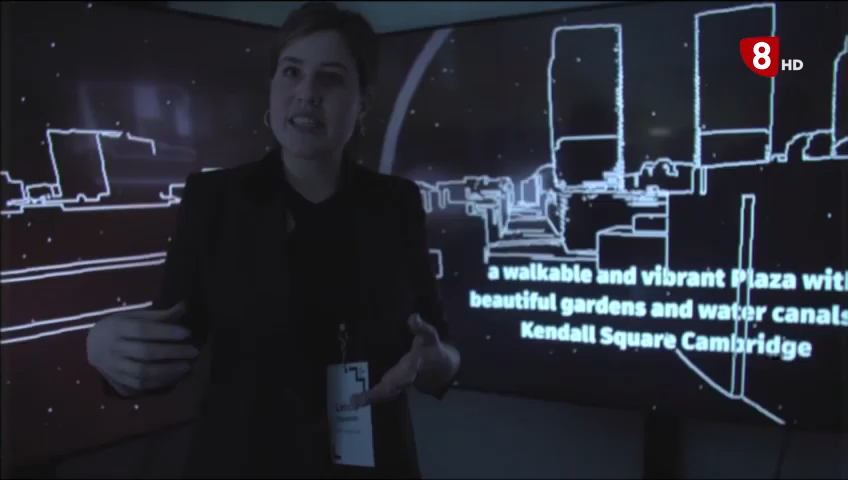 8 HD
a walkable and vibrant Plaza with
beautiful gardens and water canals
Kendall Square Cambridge